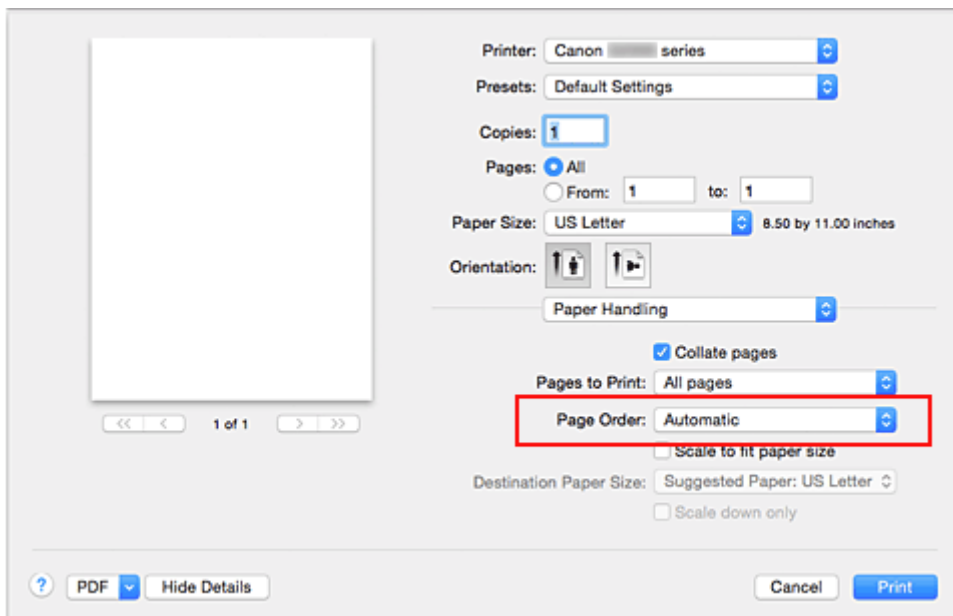 Printer: Canon series
Presets: Default Settings
Copies: 1
Pages: All
From: 1 to: 1
Paper Size: US Letter 8.50 by 11.00 inches
Orientation:
Paper Handling
Collate pages
Pages to Print: All pages
1 of 1
Page Order: Automatic
Scale to fit paper size
Destination Paper Size: Suggested Paper: US Letter
Scale down only
? PDF Hide Details Cancel Print